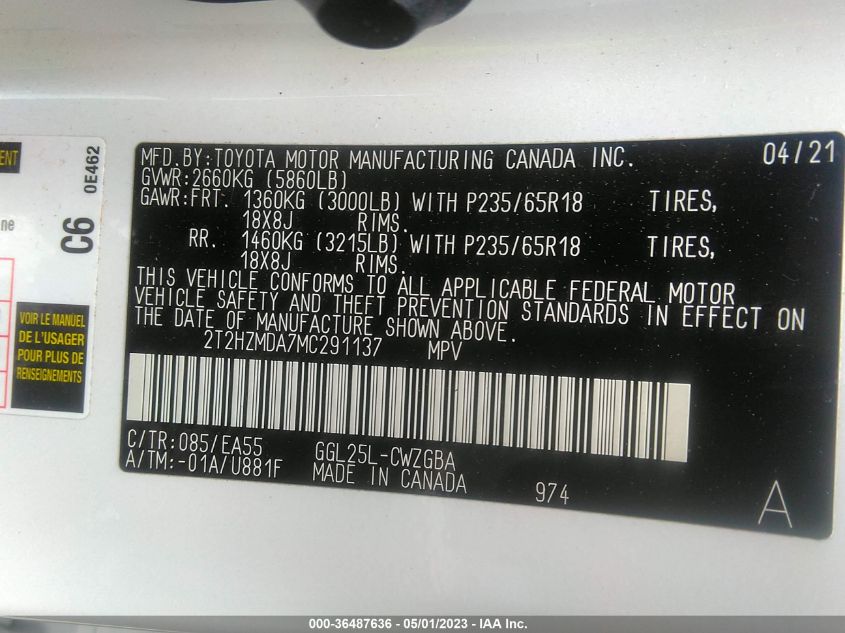 MFD.BY:TOYOTA MOTOR MANUFACTURING CANADA INC. 04/21
GVWR:2660KG (5860LB)
GAWR:FRT. 1360KG (3000LB) WITH P235/65R18 TIRES,
18X8J RIMS.
RR. 1460KG (3215LB) WITH P235/65R18 TIRES,
18X8J RIMS.
THIS VEHICLE CONFORMS TO ALL APPLICABLE FEDERAL MOTOR
VEHICLE SAFETY AND THEFT PREVENTION STANDARDS IN EFFECT ON
THE DATE OF MANUFACTURE SHOWN ABOVE.
2T2HZMDA7MC291137 MPV
C/TR:085/EA55 GGL25L-CWZGBA
A/TM:-01A/U881F MADE IN CANADA 974 A
C6 0E462
VOIR LE MANUEL
DE L'USAGER
POUR PLUS DE
RENSEIGNEMENTS
000-36487636 - 05/01/2023 - IAA Inc.